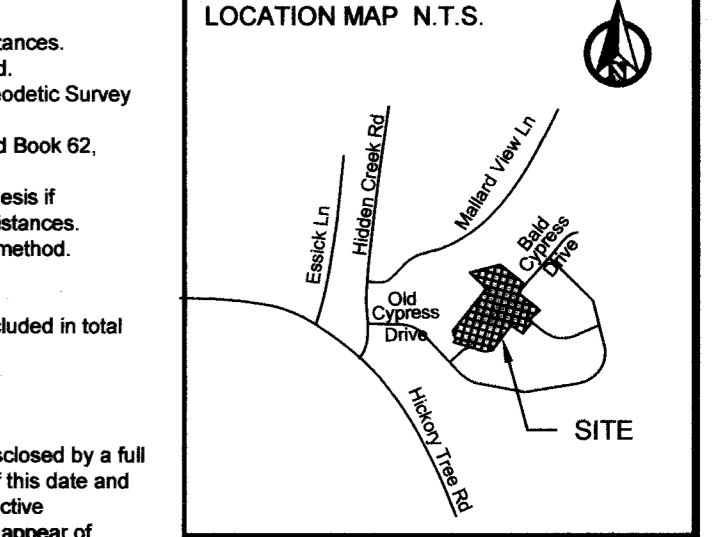 tances.
d.
eodetic Survey
d Book 62,
esis if
istances.
method.
cluded in total
sclosed by a full
f this date and
ctive
appear of
LOCATION MAP N.T.S.
N
Essick Ln
Hidden Creek Rd
Mallard View Ln
Bald
Cypress
Drive
Old
Cypress
Drive
Hickory Tree Rd
SITE